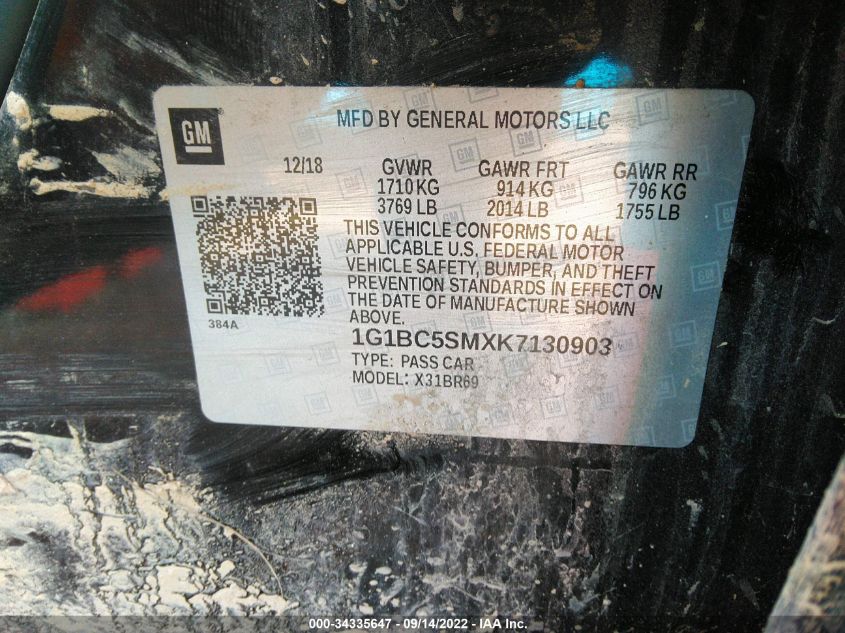 GM
MFD BY GENERAL MOTORS LLC
12/18
GVWR GAWR FRT GAWR RR
1710 KG 914 KG 796 KG
3769 LB 2014 LB 1755 LB
THIS VEHICLE CONFORMS TO ALL
APPLICABLE U.S. FEDERAL MOTOR
VEHICLE SAFETY, BUMPER, AND THEFT
PREVENTION STANDARDS IN EFFECT ON
THE DATE OF MANUFACTURE SHOWN
ABOVE.
384A
1G1BC5SMXK7130903
TYPE: PASS CAR
MODEL: X31BR69
000-34335647 - 09/14/2022 - IAA Inc.